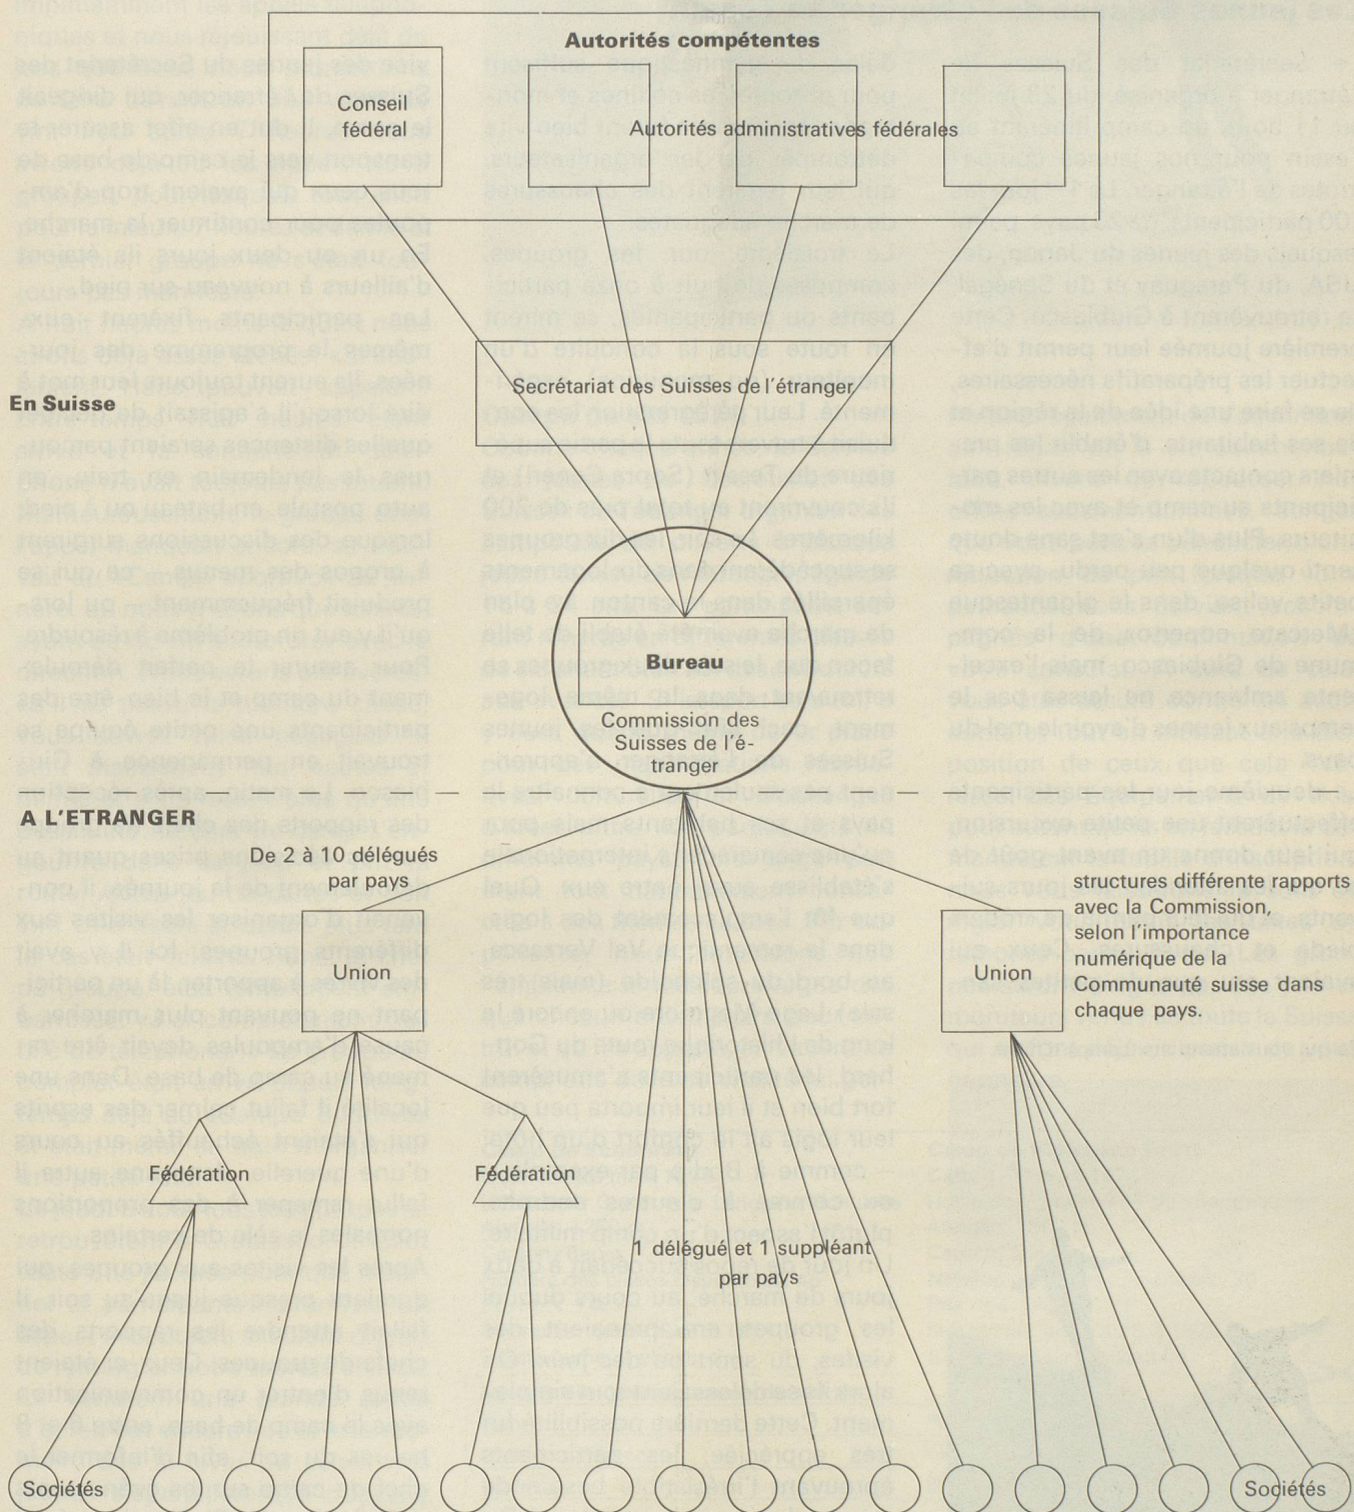 Autorités compétentes
Conseil
fédéral
Autorités administratives fédérales
En Suisse
Secrétariat des Suisses de l'étranger
Bureau
Commission des
Suisses de l'é-
tranger
A L'ETRANGER
De 2 à 10 délégués
par pays
structures différente rapports
avec la Commission,
selon l'importance
numérique de la
Communauté suisse dans
chaque pays.
Union
Union
Fédération
Fédération
1 délégué et 1 suppléant
par pays
Sociétés
Sociétés